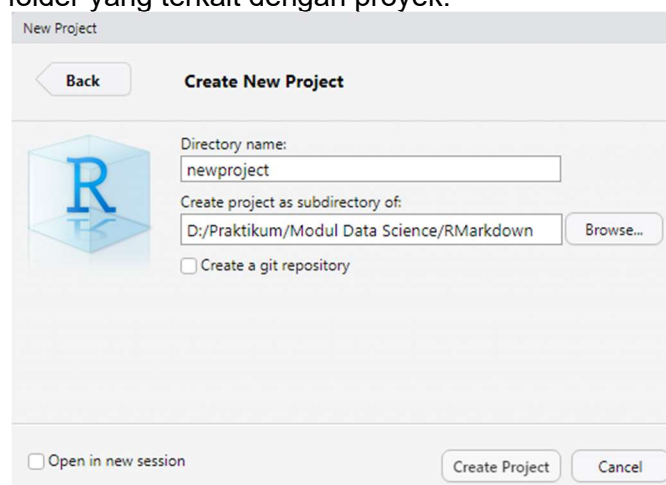 folder yang terkait dengan proyek.
New Project
Back
Create New Project
Directory name:
newproject
Create project as subdirectory of:
D:/Praktikum/Modul Data Science/RMarkdown
Browse...
Create a git repository
R
Open in new session
Create Project
Cancel